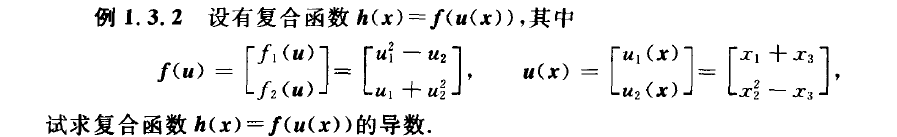 例 1.3.2 设有复合函数 h(x)=f(u(x)),其中
f(u) = [f₁(u) f₂(u)] = [u₁² − u₂ u₁ + u₂²], u(x) = [u₁(x) u₂(x)] = [x₁ + x₃ x₂² − x₃],
试求复合函数 h(x)=f(u(x))的导数.